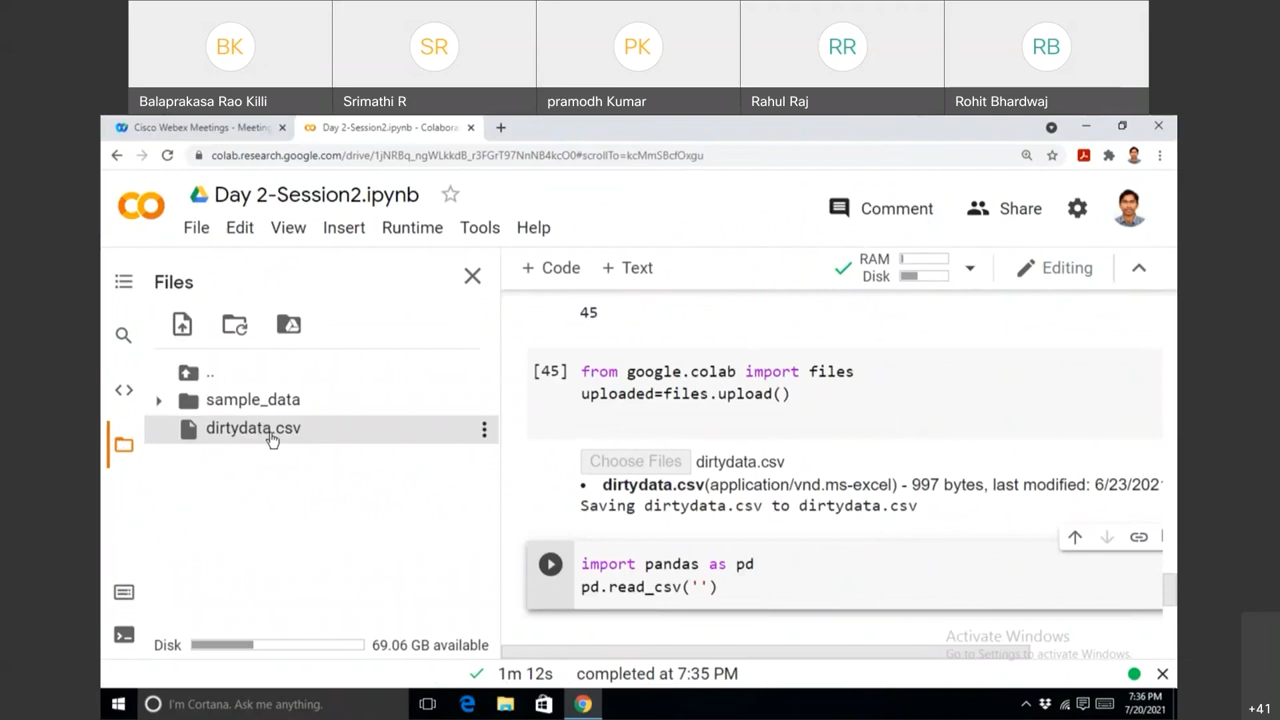 BK
SR
PK
RR
RB
Balaprakasa Rao Killi
Srimathi R
pramodh Kumar
Rahul Raj
Rohit Bhardwaj
Cisco Webex Meetings - Meeting
Day 2-Session2.ipynb - Colabora
colab.research.google.com/drive/1jNRBq_ngWLkkdB_r3FGrT97NnNB4kcO0#scrollTo=kcMmSBcfOxgu
Day 2-Session2.ipynb
Comment
Share
File Edit View Insert Runtime Tools Help
Files
+ Code + Text
RAM
Disk
Editing
..
sample_data
dirtydata.csv
45
[45] from google.colab import files
uploaded=files.upload()
Choose Files dirtydata.csv
• dirtydata.csv(application/vnd.ms-excel) - 997 bytes, last modified: 6/23/202
Saving dirtydata.csv to dirtydata.csv
import pandas as pd
pd.read_csv('')
Activate Windows
Go to Settings to activate Windows.
Disk 69.06 GB available
1m 12s completed at 7:35 PM
I'm Cortana. Ask me anything.
7:36 PM
7/20/2021
+41